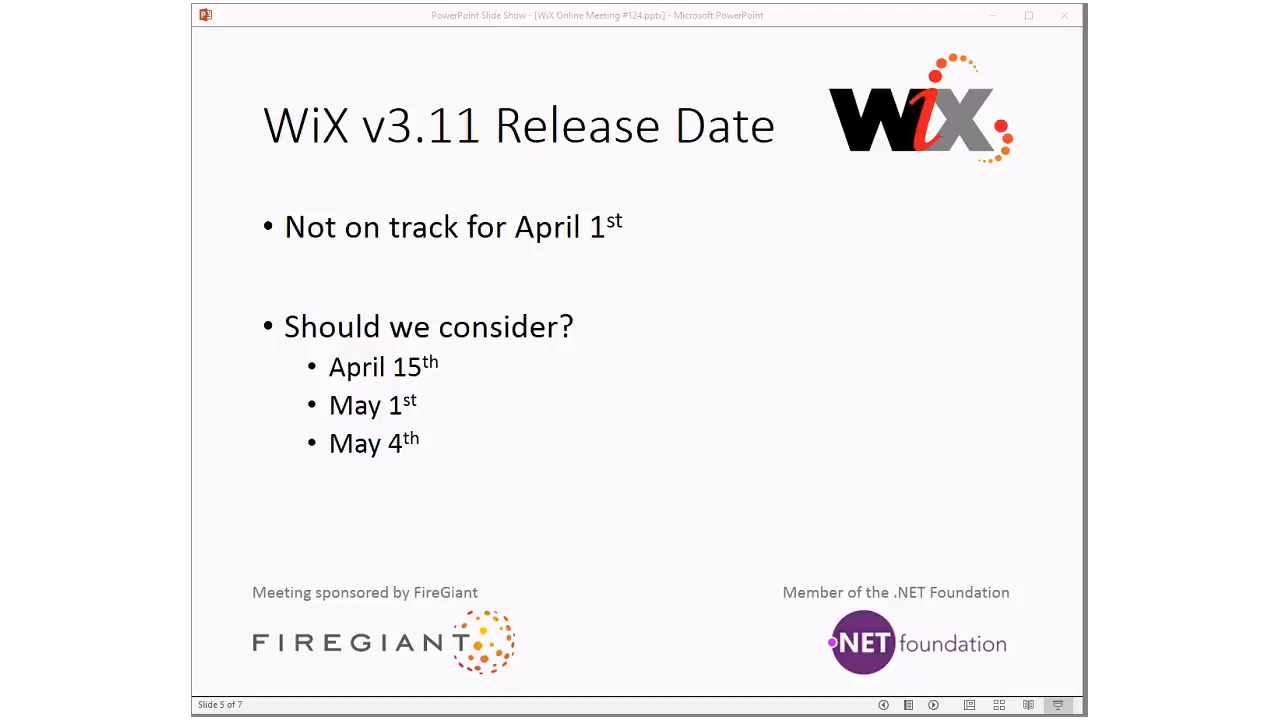 PowerPoint Slide Show - [WiX Online Meeting #124.pptx] - Microsoft PowerPoint
WiX
WiX v3.11 Release Date
• Not on track for April 1st
• Should we consider?
• April 15th
• May 1st
• May 4th
Meeting sponsored by FireGiant
Member of the .NET Foundation
FIREGIANT
.NET foundation
Slide 5 of 7